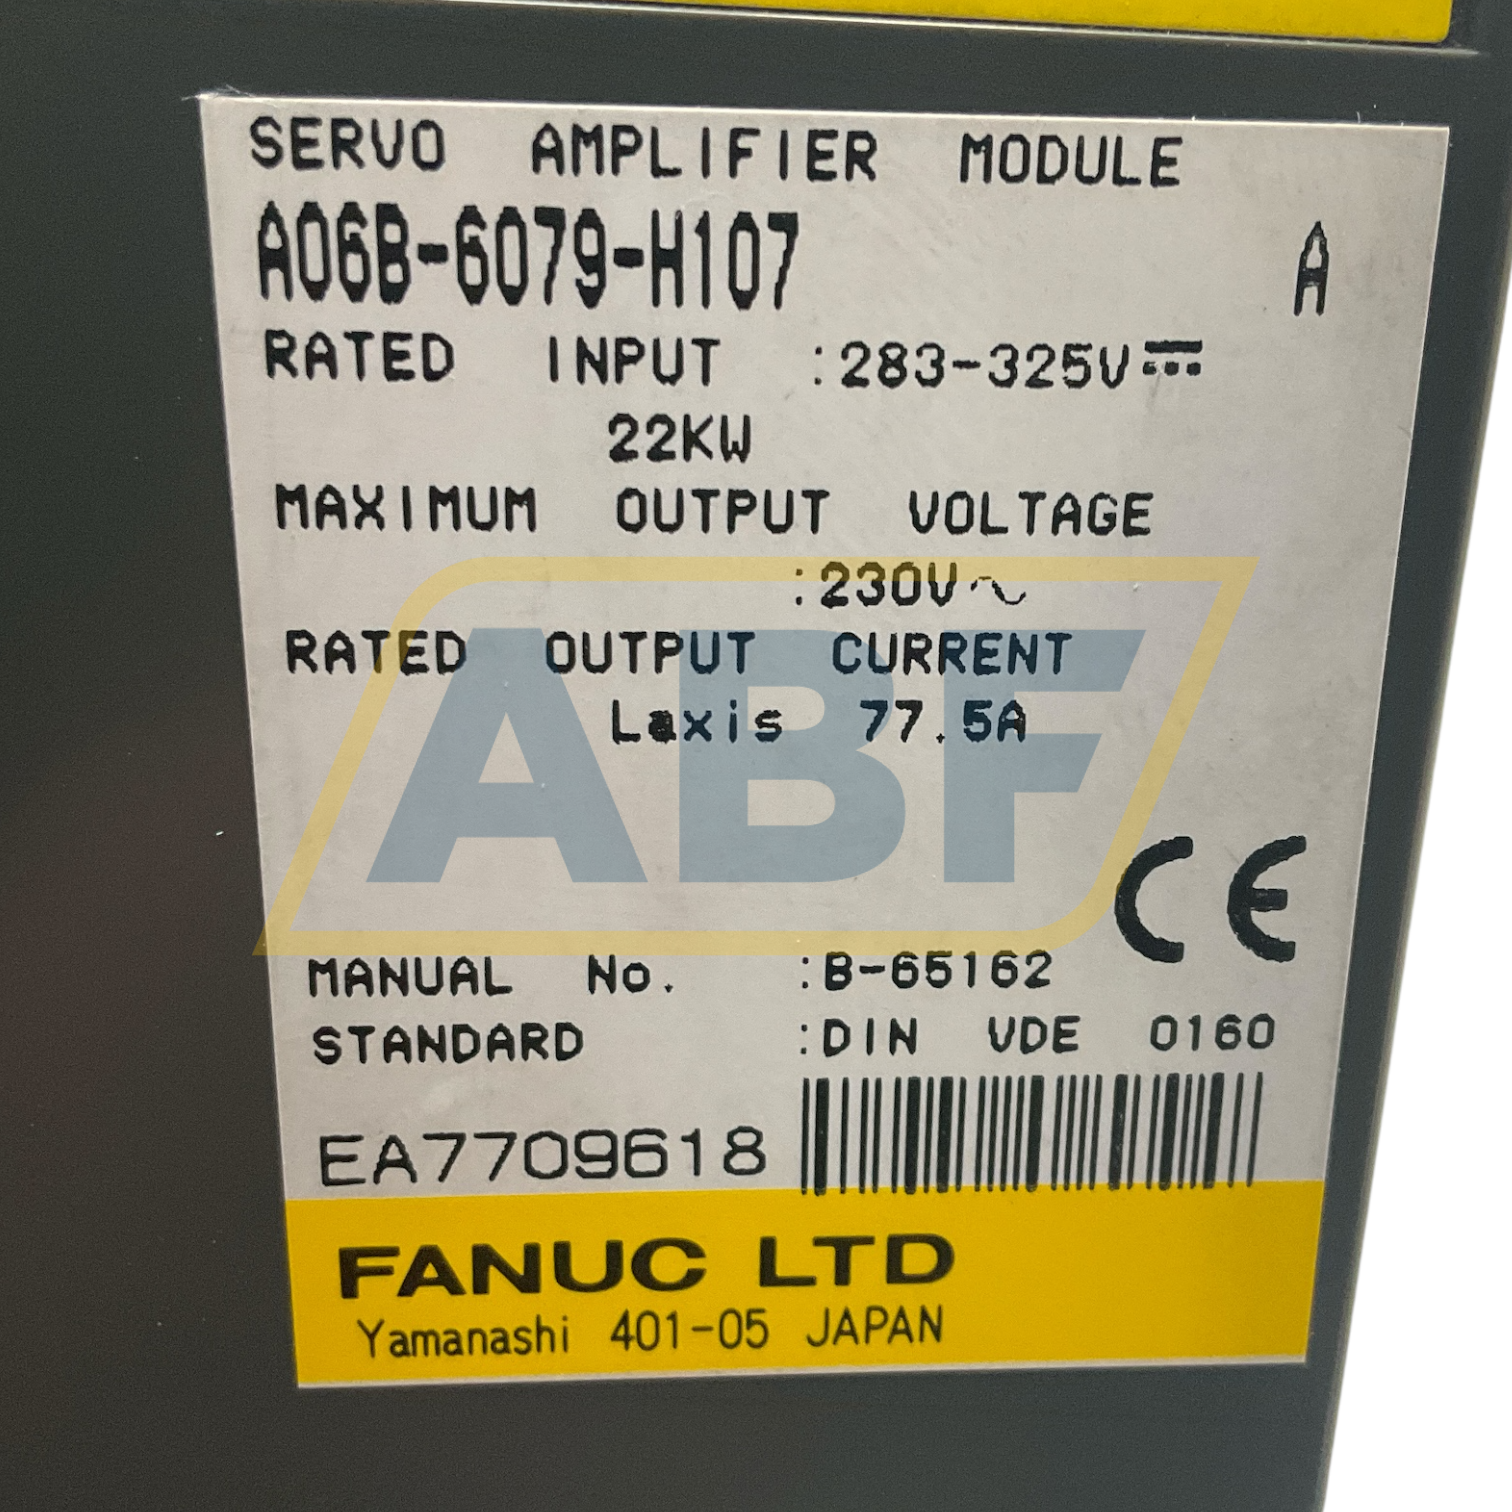 SERVO AMPLIFIER MODULE
A06B-6079-H107 A
RATED INPUT :283-325V⎓
22KW
MAXIMUM OUTPUT VOLTAGE
:230V~
RATED OUTPUT CURRENT
Laxis 77.5A
ABF
CE
MANUAL No. :B-65162
STANDARD :DIN VDE 0160
EA7709618
FANUC LTD
Yamanashi 401-05 JAPAN